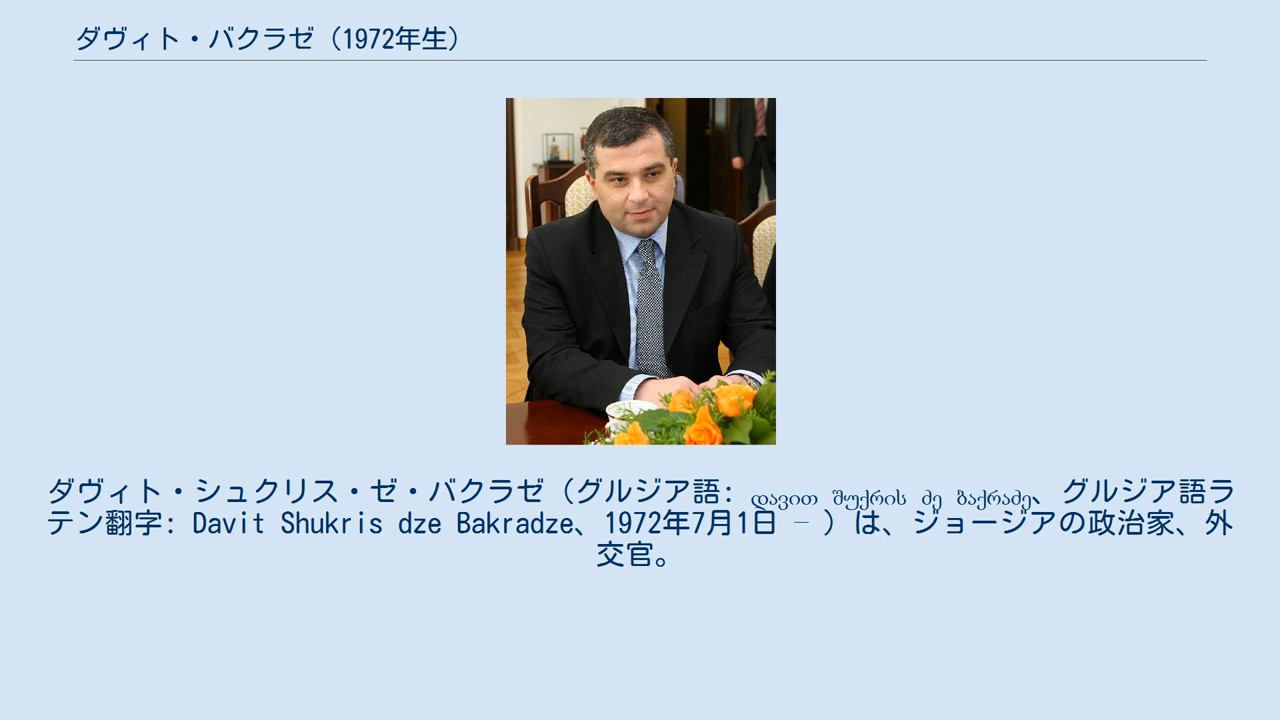 ダヴィト・バクラゼ（1972年生）
ダヴィト・シュクリス・ゼ・バクラゼ（グルジア語: დავით შუქრის ძე ბაქრაძე、グルジア語ラ
テン翻字: Davit Shukris dze Bakradze、1972年7月1日 – ）は、ジョージアの政治家、外
交官。